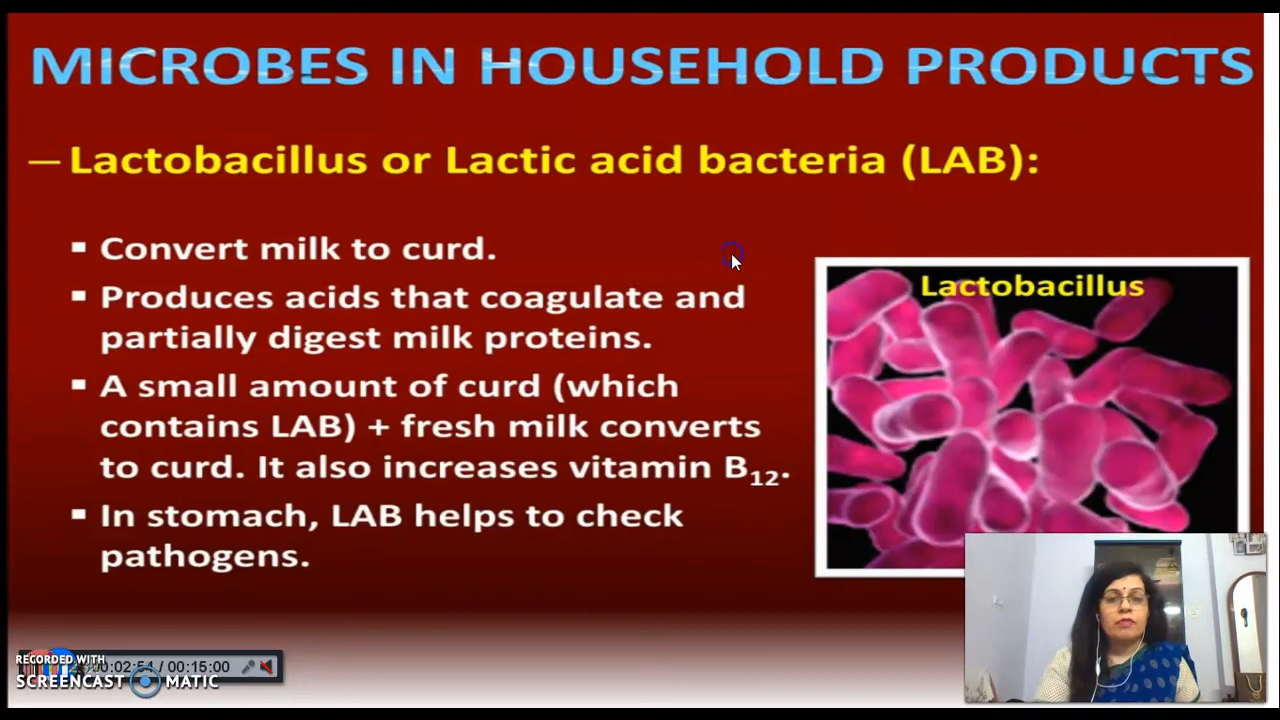 MICROBES IN HOUSEHOLD PRODUCTS
– Lactobacillus or Lactic acid bacteria (LAB):
▪ Convert milk to curd.
▪ Produces acids that coagulate and
partially digest milk proteins.
▪ A small amount of curd (which
contains LAB) + fresh milk converts
to curd. It also increases vitamin B12.
▪ In stomach, LAB helps to check
pathogens.
Lactobacillus
RECORDED WITH
00:02:54 / 00:15:00
SCREENCAST MATIC